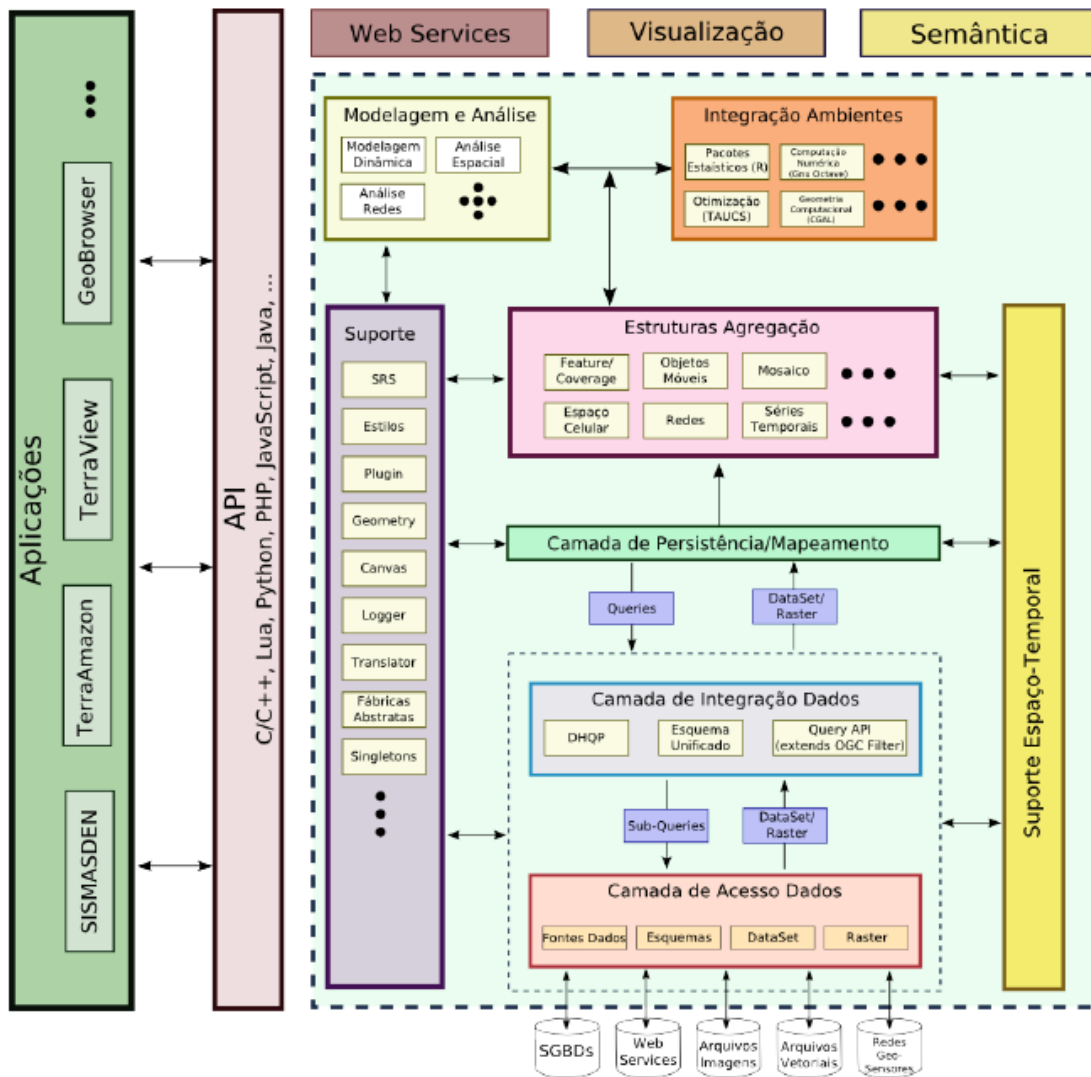 Web Services
Visualização
Semântica
Aplicações
GeoBrowser
TerraView
TerraAmazon
SISMASDEN
API
C/C++, Lua, Python, PHP, JavaScript, Java, ...
Modelagem e Análise
Modelagem
Dinâmica
Análise
Espacial
Análise
Redes
Integração Ambientes
Pacotes
Estaísticos (R)
Computação
Numérica
(Gnu Octave)
Otimização
(TAUCS)
Geometria
Computacional
(CGAL)
Suporte
SRS
Estilos
Plugin
Geometry
Canvas
Logger
Translator
Fábricas
Abstratas
Singletons
Estruturas Agregação
Feature/
Coverage
Objetos
Móveis
Mosaico
Espaço
Celular
Redes
Séries
Temporais
Camada de Persistência/Mapeamento
Queries
DataSet/
Raster
Camada de Integração Dados
DHQP
Esquema
Unificado
Query API
(extends OGC Filter)
Sub-Queries
DataSet/
Raster
Camada de Acesso Dados
Fontes Dados
Esquemas
DataSet
Raster
Suporte Espaço-Temporal
SGBDs
Web
Services
Arquivos
Imagens
Arquivos
Vetoriais
Redes
Geo-
Sensores